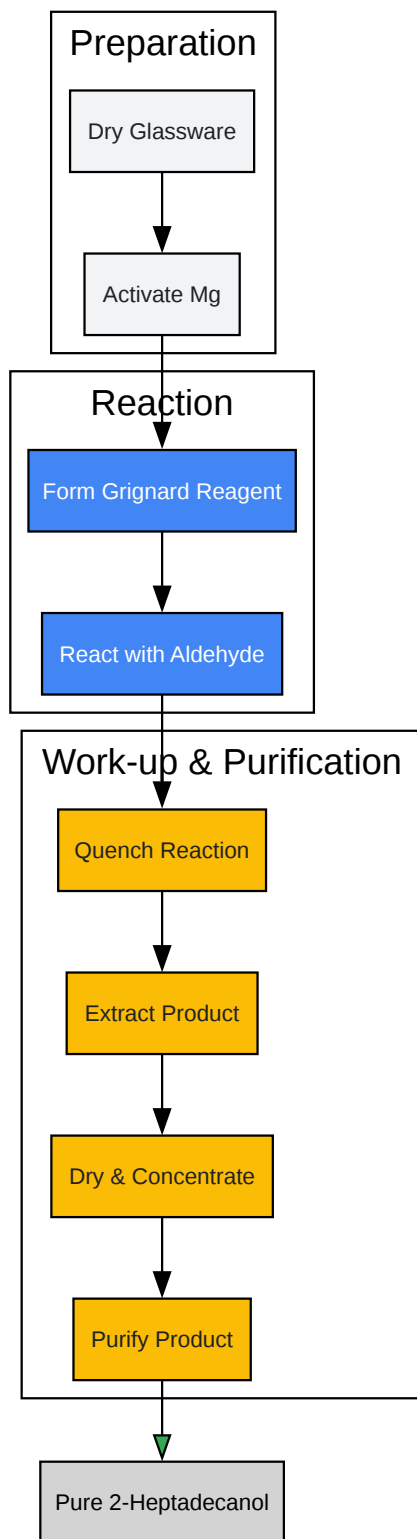 Preparation
Dry Glassware
Activate Mg
Reaction
Form Grignard Reagent
React with Aldehyde
Work-up & Purification
Quench Reaction
Extract Product
Dry & Concentrate
Purify Product
Pure 2-Heptadecanol